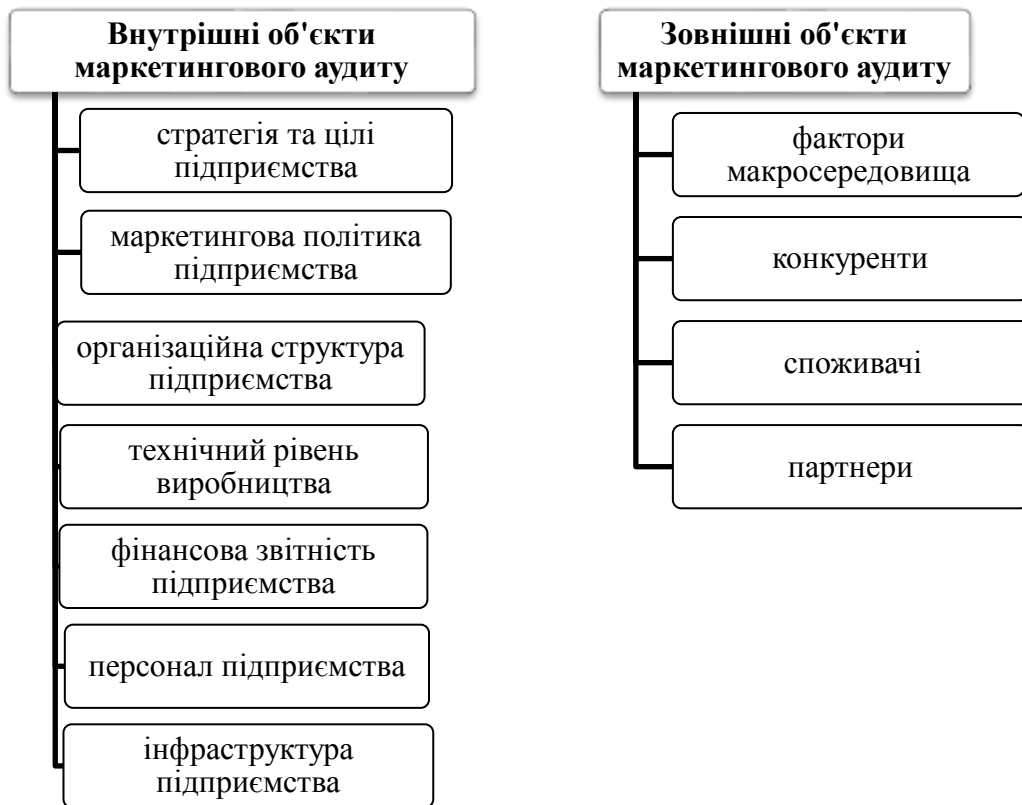 Внутрішні об'єкти
маркетингового аудиту
стратегія та цілі
підприємства
маркетингова політика
підприємства
організаційна структура
підприємства
технічний рівень
виробництва
фінансова звітність
підприємства
персонал підприємства
інфраструктура
підприємства
Зовнішні об'єкти
маркетингового аудиту
фактори
макросередовища
конкуренти
споживачі
партнери